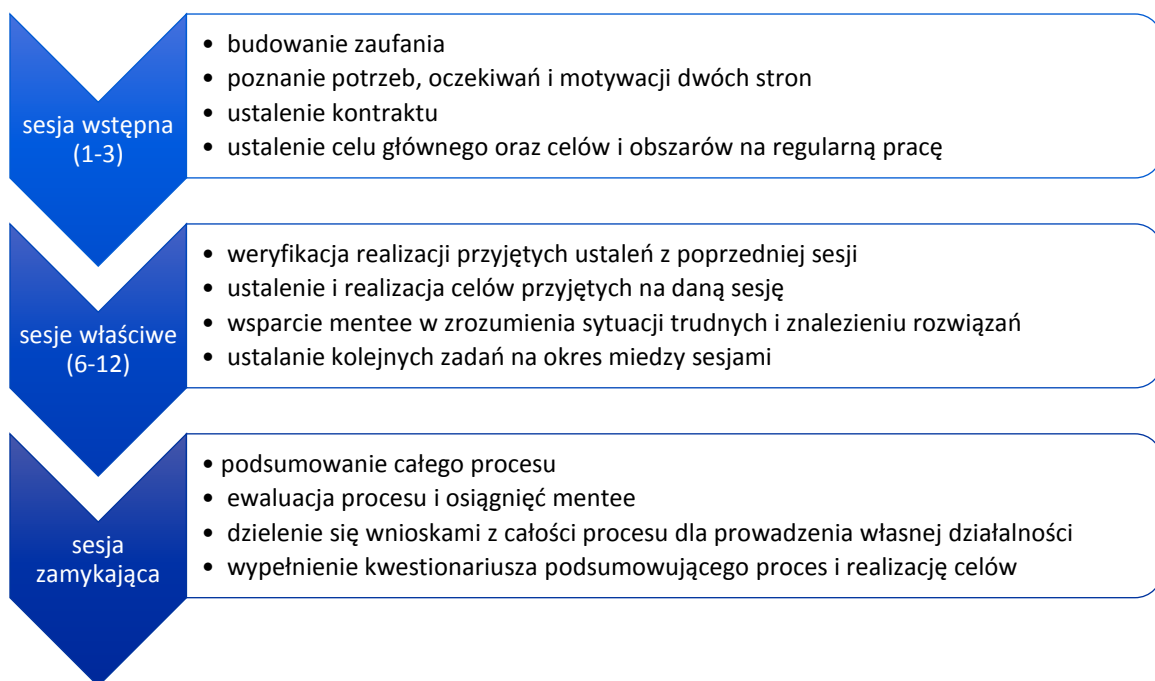 sesja wstępna
(1-3)
• budowanie zaufania
• poznanie potrzeb, oczekiwań i motywacji dwóch stron
• ustalenie kontraktu
• ustalenie celu głównego oraz celów i obszarów na regularną pracę
sesje właściwe
(6-12)
• weryfikacja realizacji przyjętych ustaleń z poprzedniej sesji
• ustalenie i realizacja celów przyjętych na daną sesję
• wsparcie mentee w zrozumienia sytuacji trudnych i znalezieniu rozwiązań
• ustalanie kolejnych zadań na okres miedzy sesjami
sesja
zamykająca
• podsumowanie całego procesu
• ewaluacja procesu i osiągnięć mentee
• dzielenie się wnioskami z całości procesu dla prowadzenia własnej działalności
• wypełnienie kwestionariusza podsumowującego proces i realizację celów